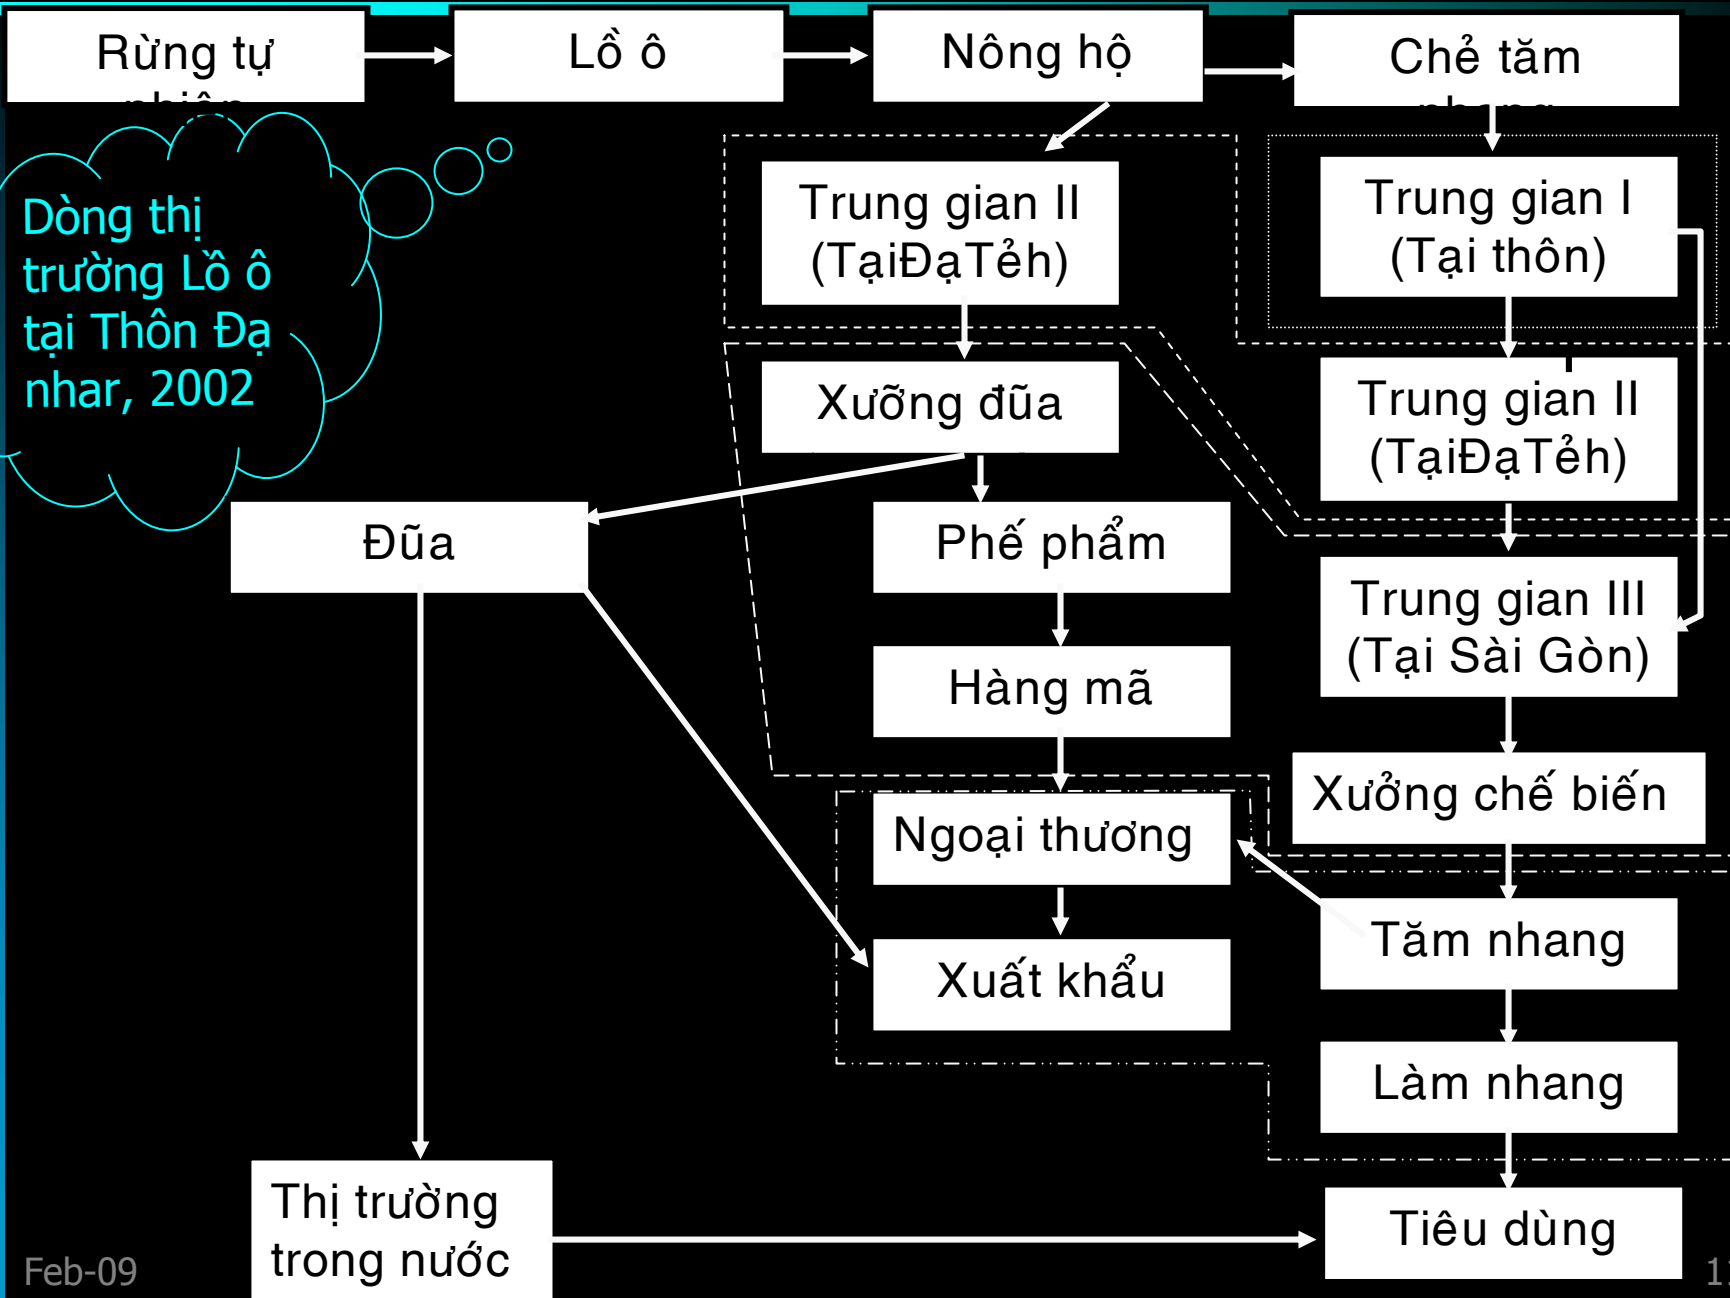 Rừng tự
nhiên
Lồ ô
Nông hộ
Chẻ tăm
nhang
Dòng thị
trường Lồ ô
tại Thôn Đạ
nhar, 2002
Trung gian II
(TạiĐạTẻh)
Trung gian I
(Tại thôn)
Xưỡng đũa
Trung gian II
(TạiĐạTẻh)
Đũa
Phế phẩm
Trung gian III
(Tại Sài Gòn)
Hàng mã
Xưởng chế biến
Ngoại thương
Tăm nhang
Xuất khẩu
Làm nhang
Thị trường
trong nước
Tiêu dùng
Feb-09